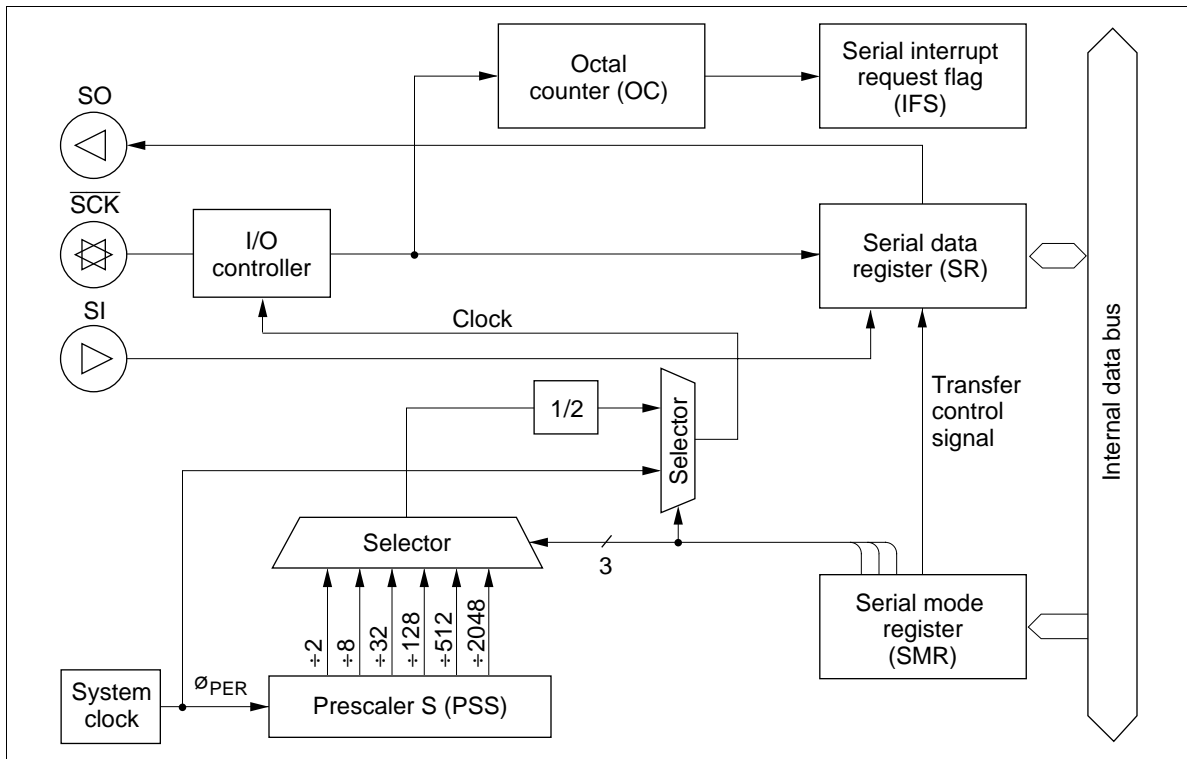 Octal
counter (OC)
Serial interrupt
request flag
(IFS)
SO
SCK
I/O
controller
Serial data
register (SR)
SI
Clock
1/2
Selector
Transfer
control
signal
Internal data bus
Selector
3
÷2
÷8
÷32
÷128
÷512
÷2048
Serial mode
register
(SMR)
System
clock
øPER
Prescaler S (PSS)